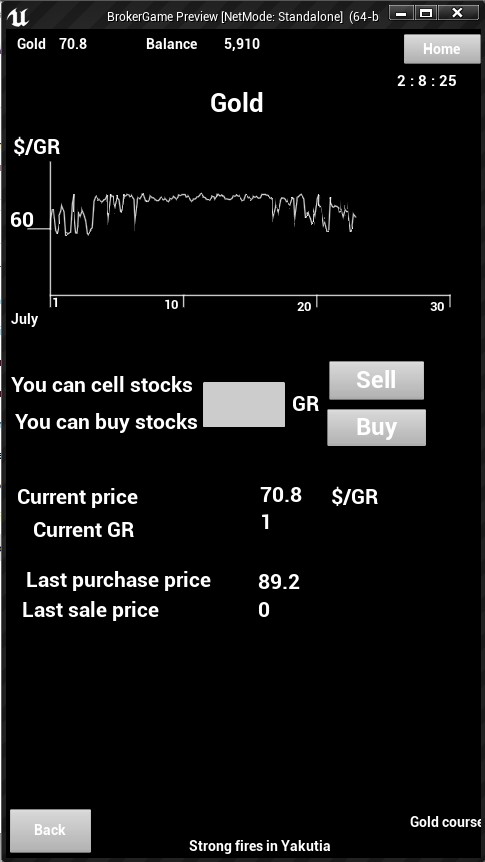 BrokerGame Preview [NetMode: Standalone] (64-b
Gold 70.8 Balance 5,910 Home
2 : 8 : 25
Gold
$/GR
60
1 10 20 30
July
You can cell stocks
You can buy stocks
GR
Sell
Buy
Current price 70.8 $/GR
Current GR 1
Last purchase price 89.2
Last sale price 0
Gold course
Back
Strong fires in Yakutia